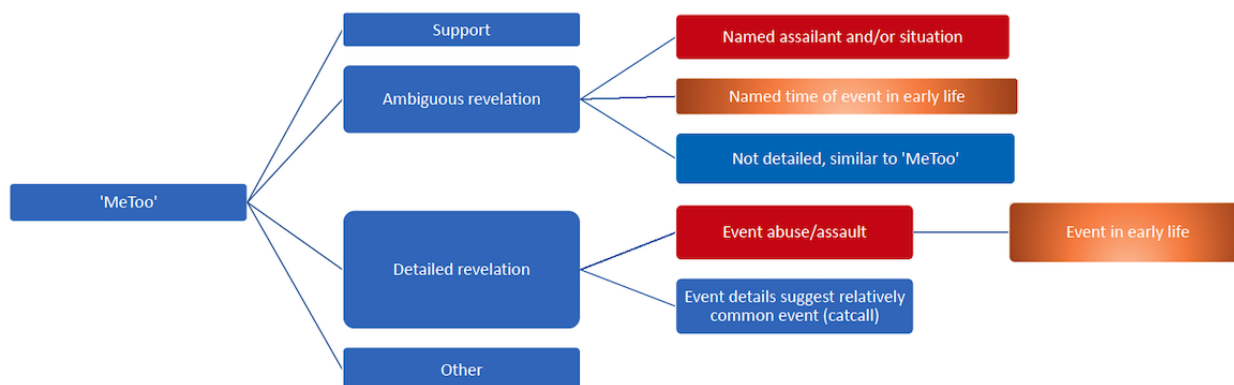 Support
Named assailant and/or situation
Ambiguous revelation
Named time of event in early life
Not detailed, similar to 'MeToo'
'MeToo'
Event abuse/assault
Event in early life
Detailed revelation
Event details suggest relatively
common event (catcall)
Other